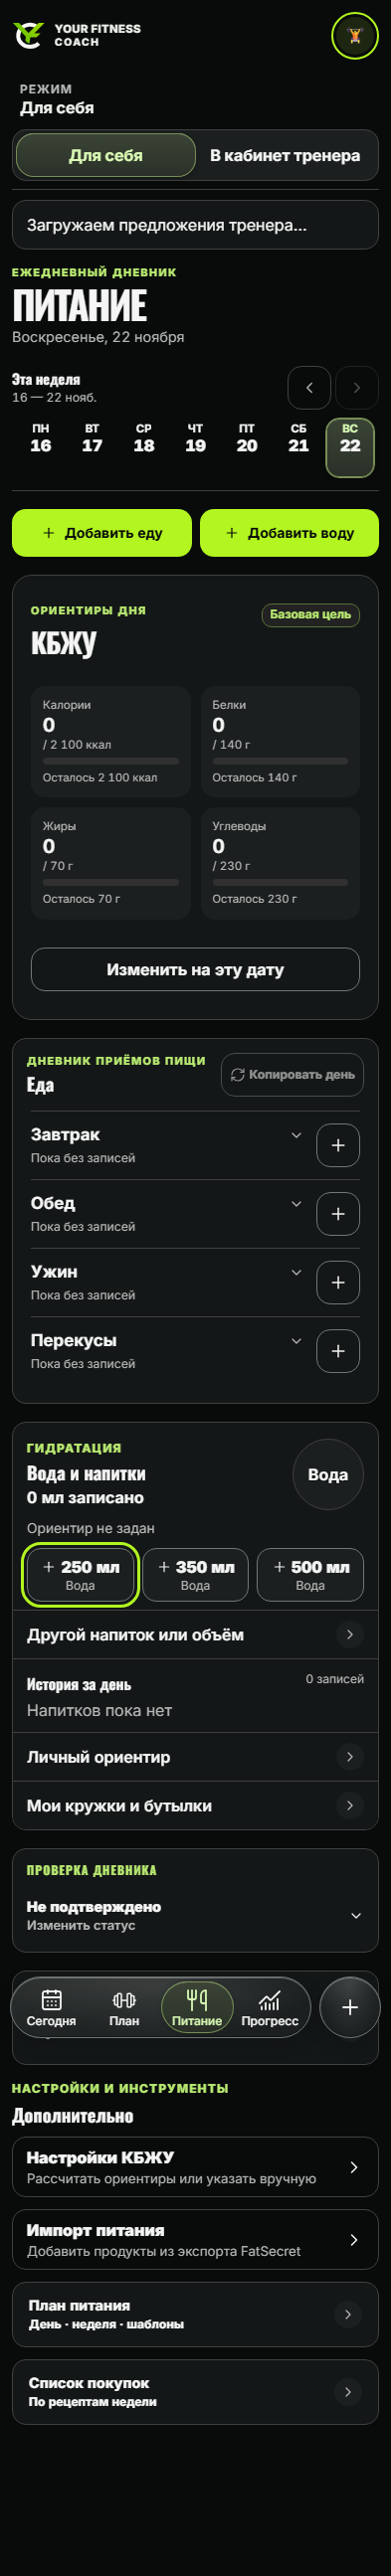 YOUR FITNESS
COACH
РЕЖИМ
Для себя
Для себя
В кабинет тренера
Загружаем предложения тренера...
ЕЖЕДНЕВНЫЙ ДНЕВНИК
ПИТАНИЕ
Воскресенье, 22 ноября
Эта неделя
16 — 22 нояб.
ПН ВТ СР ЧТ ПТ СБ ВС
16 17 18 19 20 21 22
+ Добавить еду
+ Добавить воду
ОРИЕНТИРЫ ДНЯ
Базовая цель
КБЖУ
Калории
0
/ 2 100 ккал
Осталось 2 100 ккал
Белки
0
/ 140 г
Осталось 140 г
Жиры
0
/ 70 г
Осталось 70 г
Углеводы
0
/ 230 г
Осталось 230 г
Изменить на эту дату
ДНЕВНИК ПРИЁМОВ ПИЩИ
Еда
Копировать день
Завтрак
Пока без записей
Обед
Пока без записей
Ужин
Пока без записей
Перекусы
Пока без записей
ГИДРАТАЦИЯ
Вода и напитки
0 мл записано
Вода
Ориентир не задан
+ 250 мл
Вода
+ 350 мл
Вода
+ 500 мл
Вода
Другой напиток или объём
История за день
0 записей
Напитков пока нет
Личный ориентир
Мои кружки и бутылки
ПРОВЕРКА ДНЕВНИКА
Не подтверждено
Изменить статус
Сегодня
План
Питание
Прогресс
НАСТРОЙКИ И ИНСТРУМЕНТЫ
Дополнительно
Настройки КБЖУ
Рассчитать ориентиры или указать вручную
Импорт питания
Добавить продукты из экспорта FatSecret
План питания
День · неделя · шаблоны
Список покупок
По рецептам недели